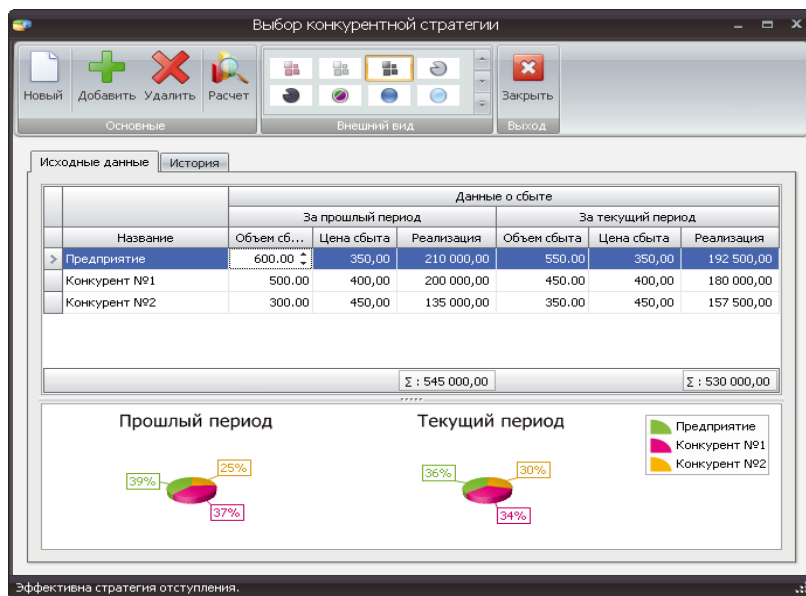 Выбор конкурентной стратегии
Новый Добавить Удалить Расчет Закрыть
Основные Внешний вид Выход
Исходные данные История
Данные о сбыте
За прошлый период За текущий период
Название Объем сб... Цена сбыта Реализация Объем сбыта Цена сбыта Реализация
Предприятие 600.00 350,00 210 000,00 550.00 350,00 192 500,00
Конкурент №1 500.00 400,00 200 000,00 450.00 400,00 180 000,00
Конкурент №2 300.00 450,00 135 000,00 350.00 450,00 157 500,00
Σ : 545 000,00 Σ : 530 000,00
Прошлый период Текущий период
Предприятие
Конкурент №1
Конкурент №2
39% 25% 36% 30%
37% 34%
Эффективна стратегия отступления.